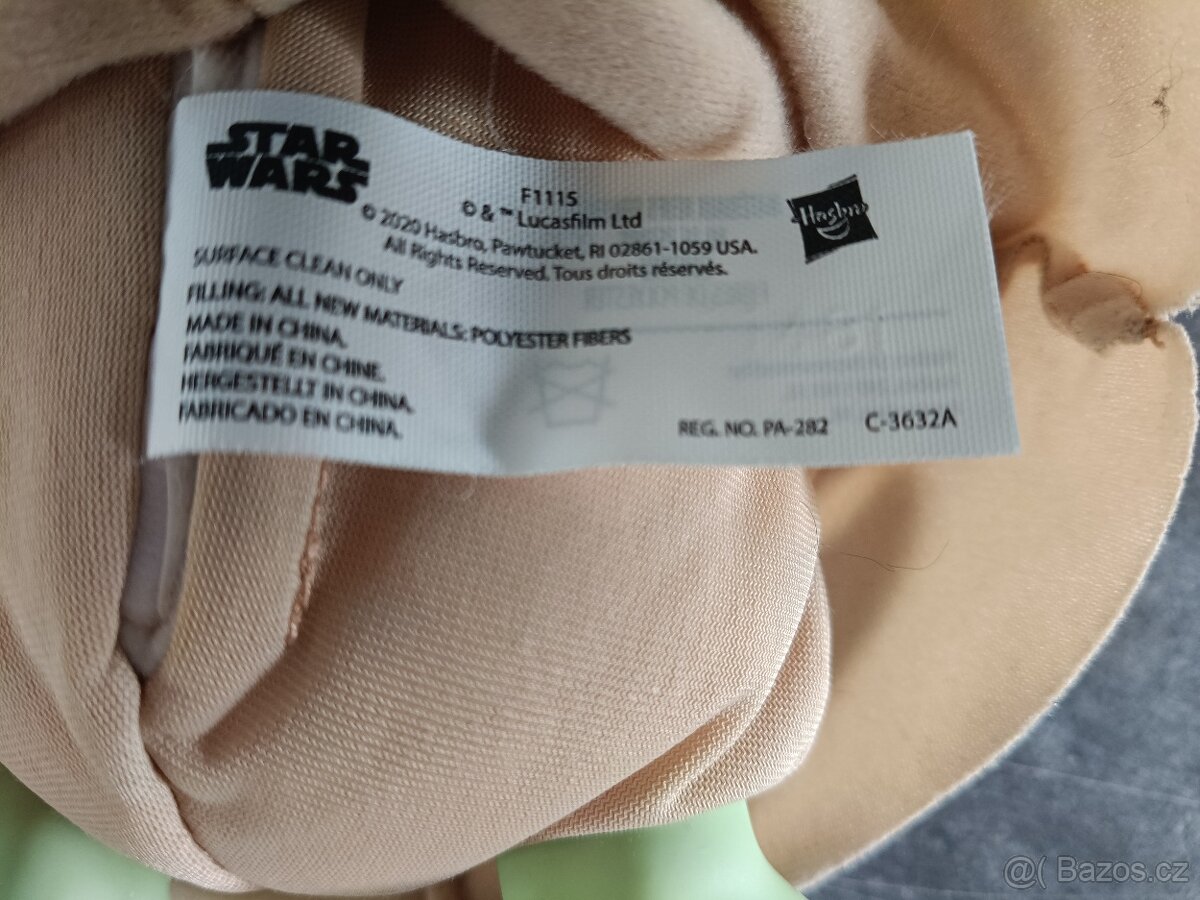 STAR
WARS
F1115
© & ™ Lucasfilm Ltd
© 2020 Hasbro, Pawtucket, RI 02861-1059 USA.
All Rights Reserved. Tous droits réservés.
Hasbro
SURFACE CLEAN ONLY
FILLING: ALL NEW MATERIALS: POLYESTER FIBERS
MADE IN CHINA.
FABRIQUÉ EN CHINE.
HERGESTELLT IN CHINA.
FABRICADO EN CHINA.
REG. NO. PA-282 C-3632A
@( Bazos.cz